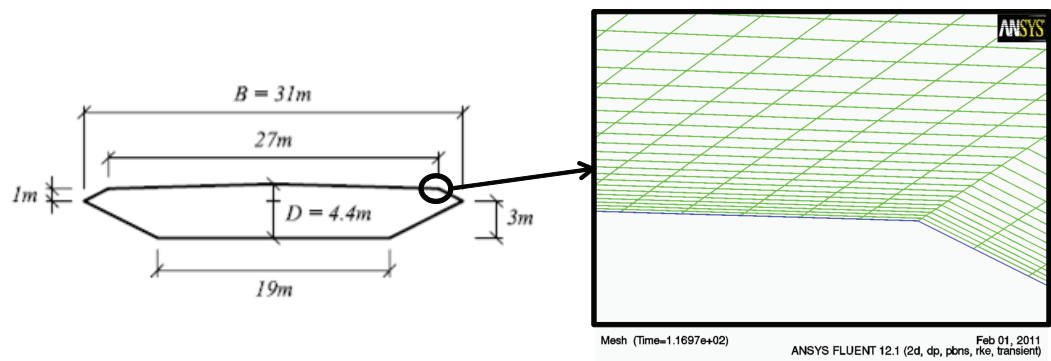 B = 31m
27m
1m
D = 4.4m
3m
19m
ANSYS
Mesh (Time=1.1697e+02)
Feb 01, 2011
ANSYS FLUENT 12.1 (2d, dp, pbns, rke, transient)